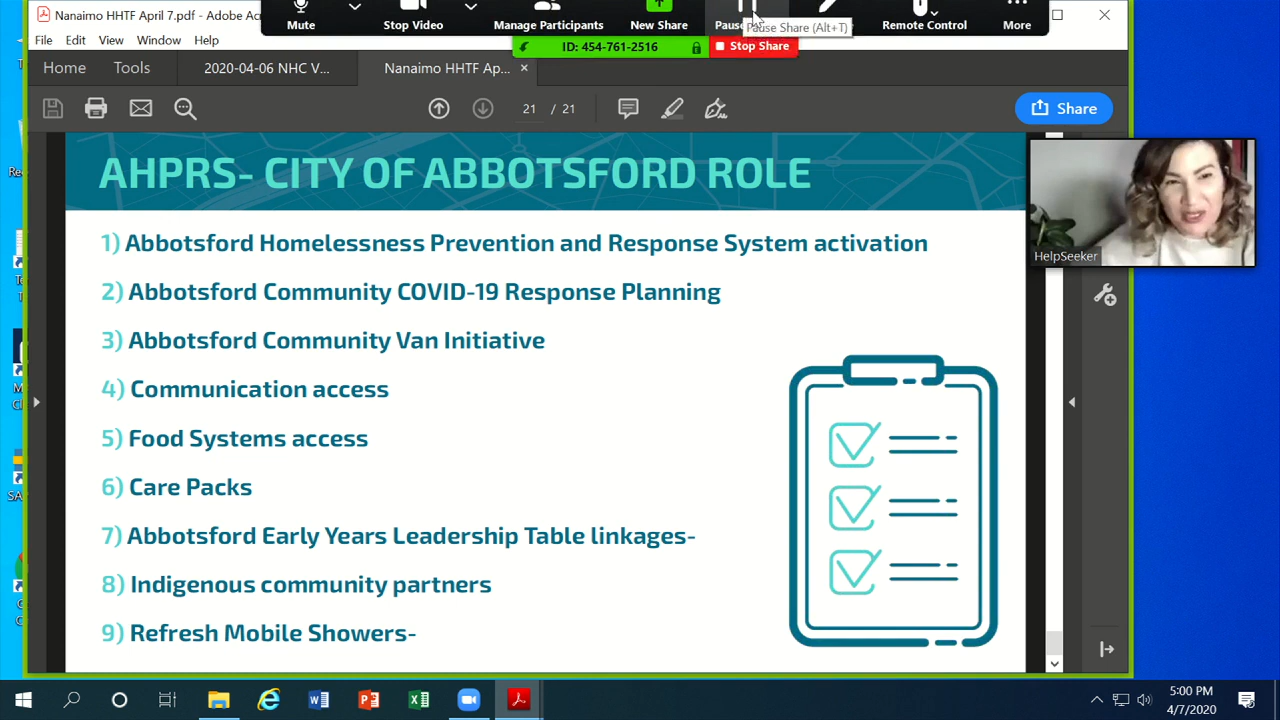 Nanaimo HHTF April 7.pdf - Adobe Ac
Mute
Stop Video
Manage Participants
New Share
Paus
Pause Share (Alt+T)
Remote Control
More
File Edit View Window Help
ID: 454-761-2516
Stop Share
Home Tools 2020-04-06 NHC V... Nanaimo HHTF Ap... ×
21 / 21
Share
AHPRS- CITY OF ABBOTSFORD ROLE
1) Abbotsford Homelessness Prevention and Response System activation
2) Abbotsford Community COVID-19 Response Planning
3) Abbotsford Community Van Initiative
4) Communication access
5) Food Systems access
6) Care Packs
7) Abbotsford Early Years Leadership Table linkages-
8) Indigenous community partners
9) Refresh Mobile Showers-
HelpSeeker
5:00 PM
4/7/2020